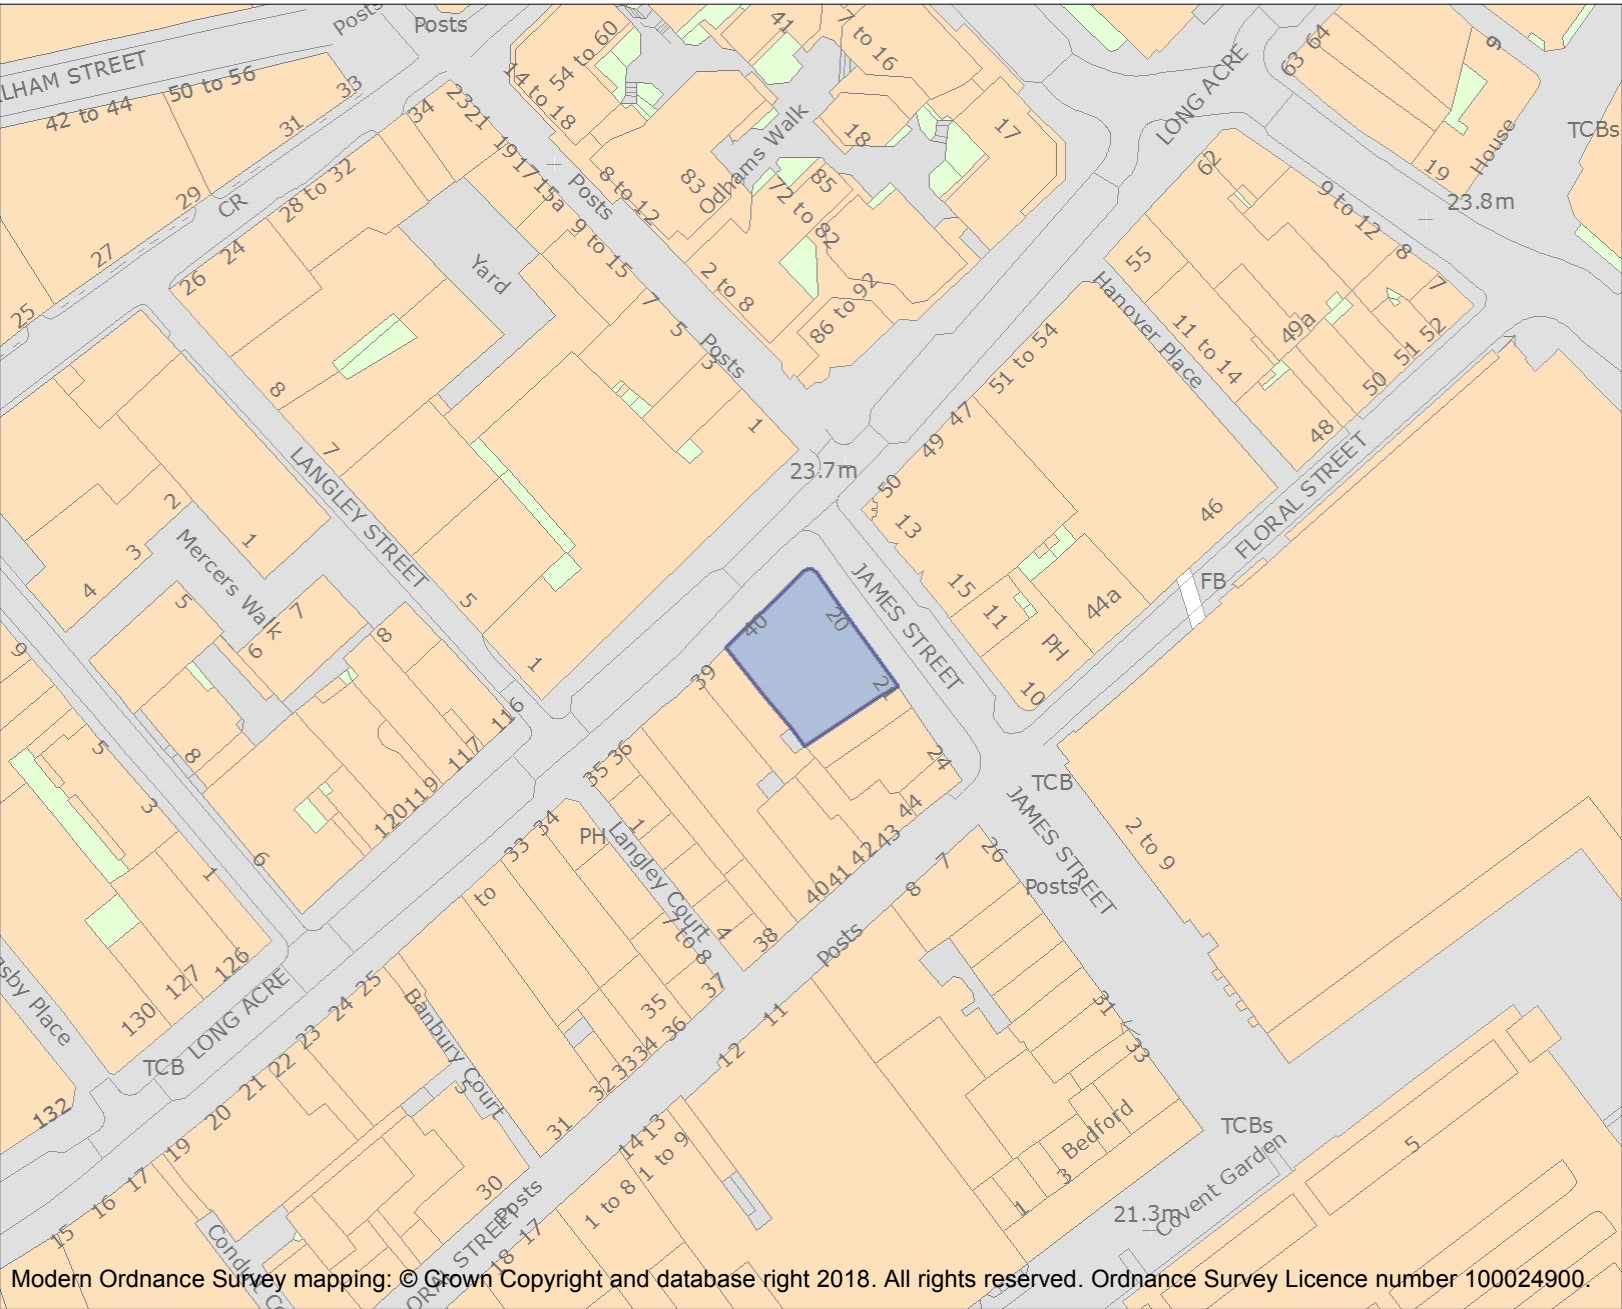 Posts
Posts
LHAM STREET
42 to 44
50 to 56
33
31
29
27
25
CR
34
28 to 32
24
26
23
21
19
17
15a
9 to 15
7
5
3
1
Posts
Posts
14 to 18
54 to 60
41
7 to 16
18
17
Odhams Walk
83
85
72 to 82
8 to 12
2 to 8
86 to 92
Yard
8
7
LANGLEY STREET
5
1
2
1
3
4
Mercers Walk
5
7
6
8
9
8
5
3
1
6
116
117
119
120
126
127
130
132
LONG ACRE
63
64
9
House
19
TCBs
23.8m
62
9 to 12
8
7
55
Hanover Place
11 to 14
49a
52
51
50
48
51 to 54
47
49
50
23.7m
13
46
FLORAL STREET
FB
15
11
44a
PH
10
JAMES STREET
40
20
21
39
24
36
35
34
33
to
PH
Langley Court
1
4
7 to 8
38
37
40
41
42
43
44
7
8
Posts
11
12
26
TCB
JAMES STREET
Posts
2 to 9
31
33
Bedford
1
3
TCBs
Covent Garden
21.3m
5
TCB
LONG ACRE
25
24
23
22
21
20
19
17
16
15
Banbury Court
5
35
36
34
33
32
31
30
14
13
1 to 9
1 to 8
17
18
Posts
ORAL STREET
sby Place
Modern Ordnance Survey mapping: © Crown Copyright and database right 2018. All rights reserved. Ordnance Survey Licence number 100024900.